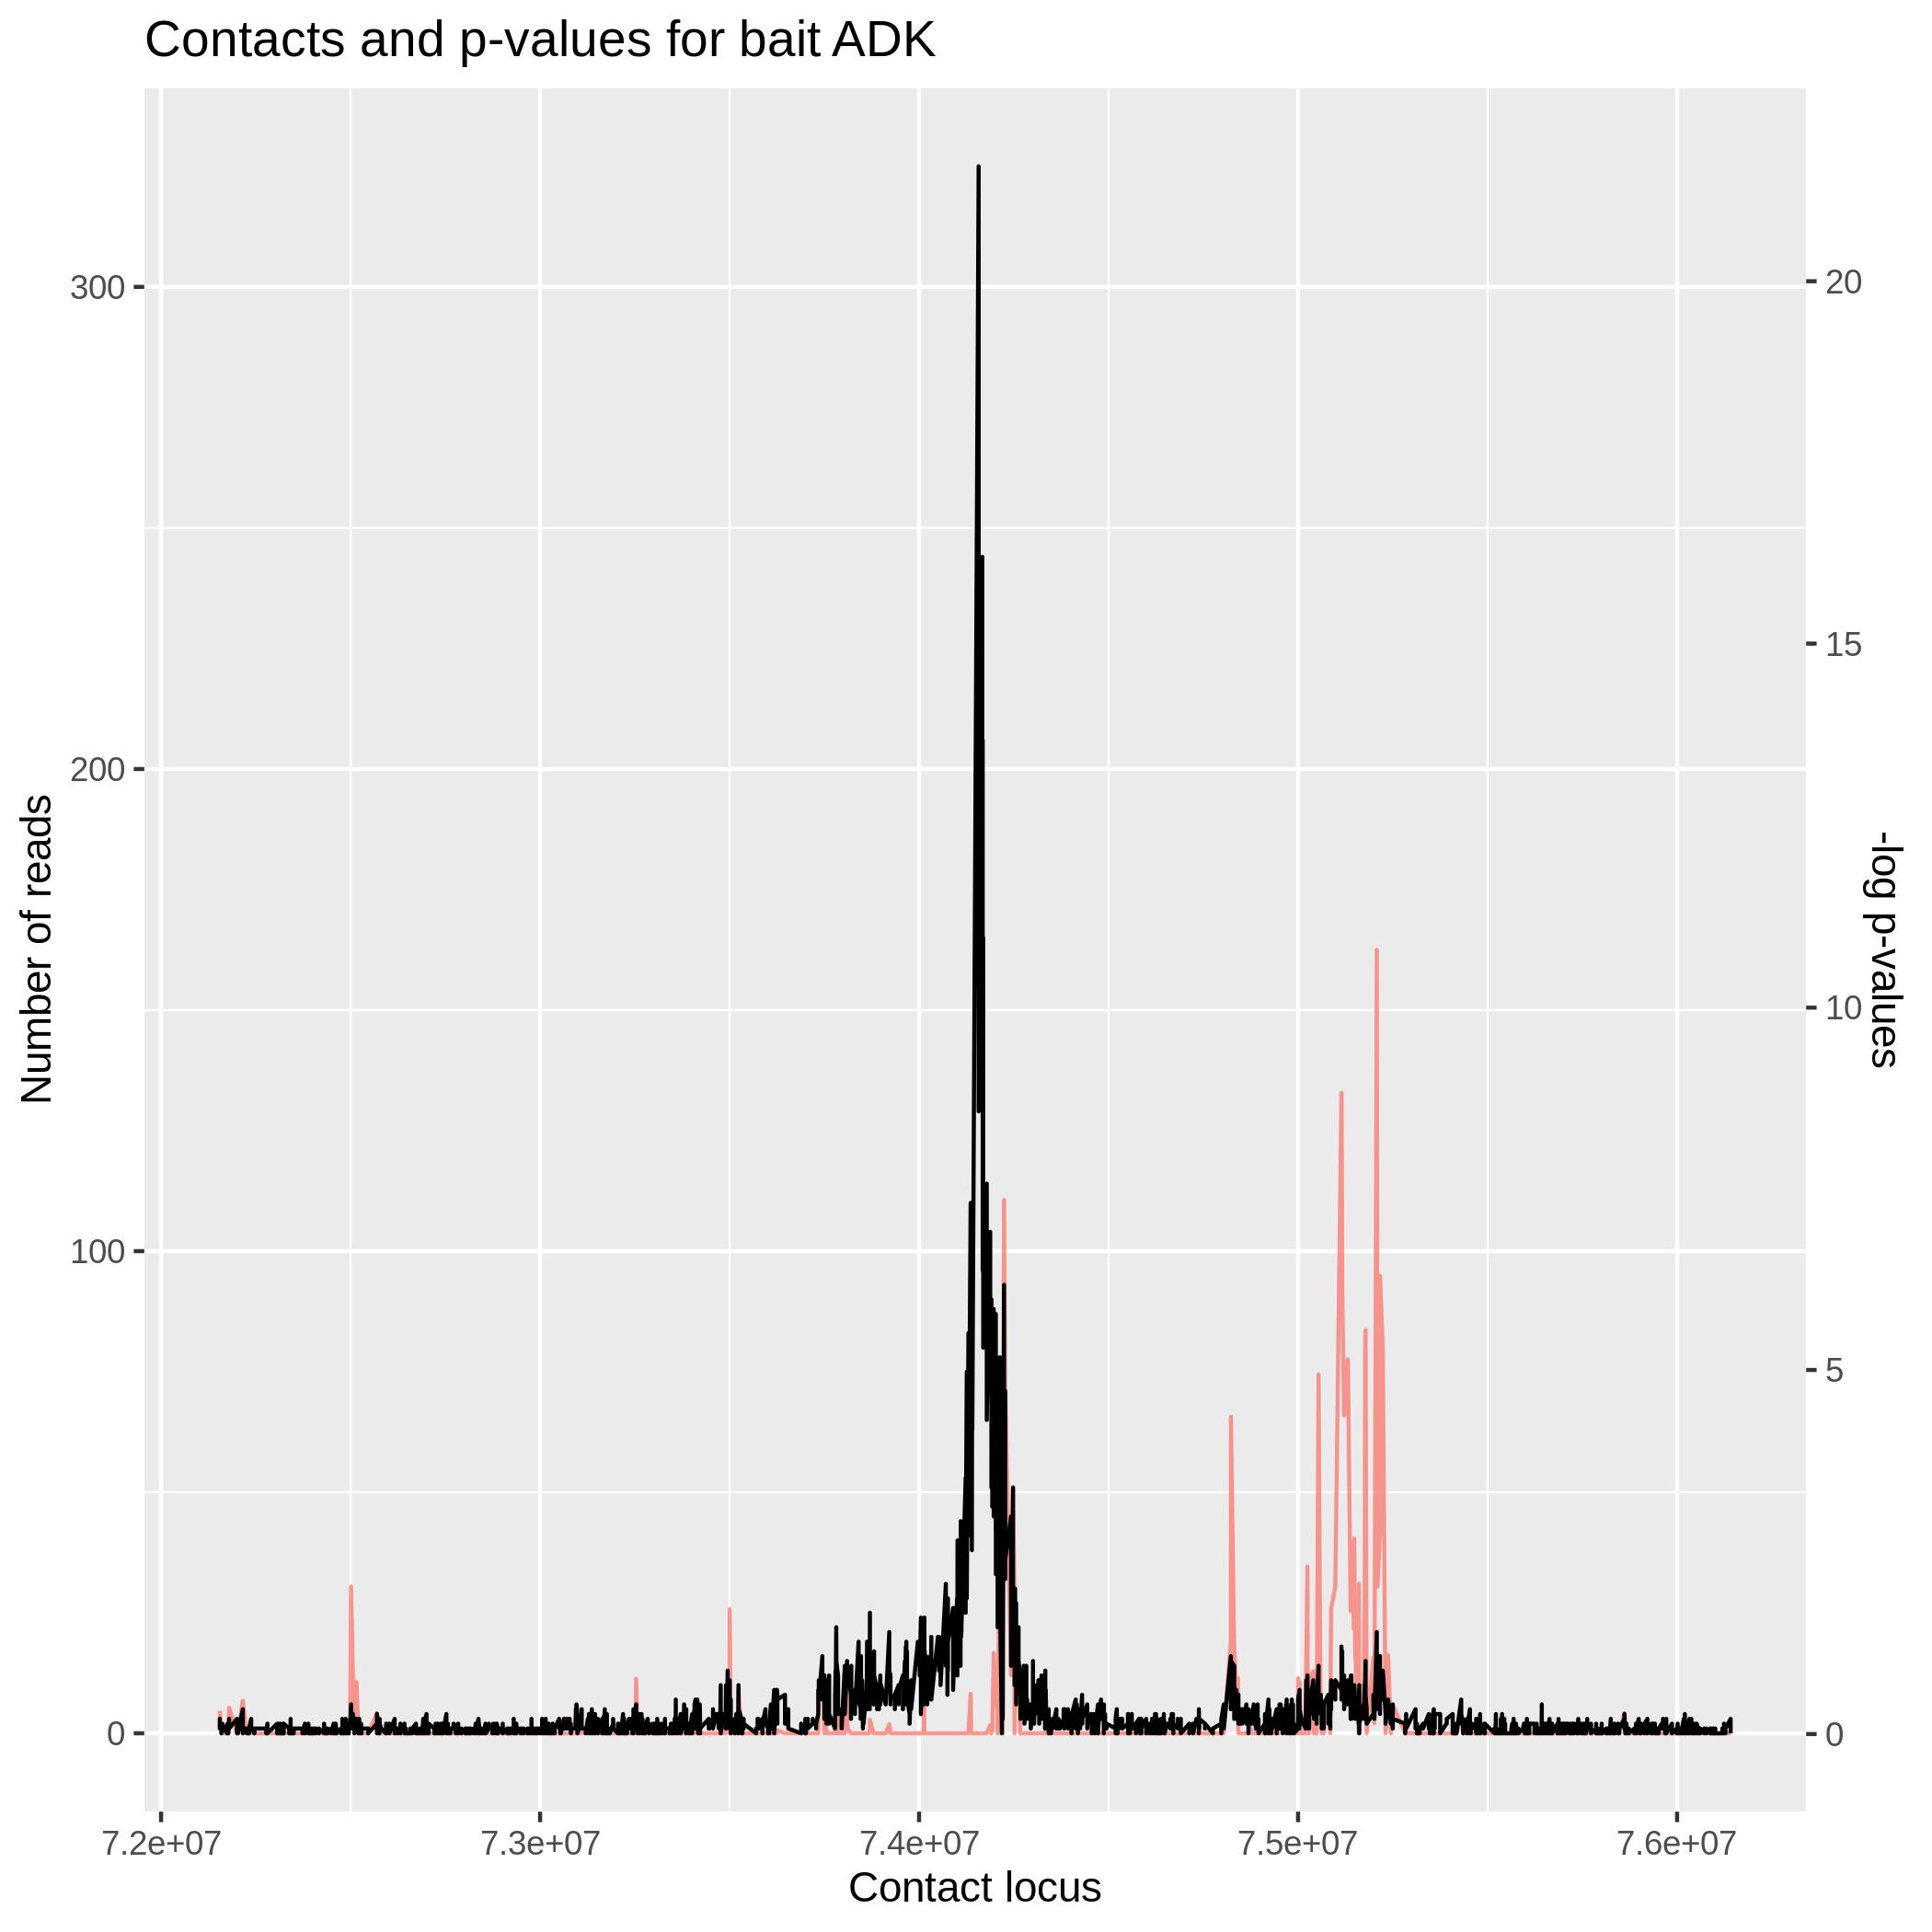 Contacts and p-values for bait ADK
Number of reads
300
200
100
0
20
15
10
5
0
-log p-values
7.2e+07 7.3e+07 7.4e+07 7.5e+07 7.6e+07
Contact locus